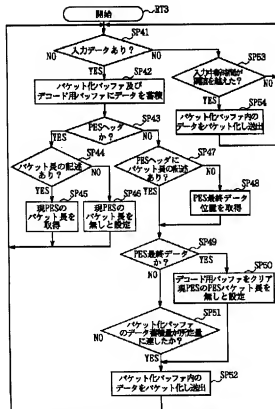 開始
RT3
SP41
入力データあり？
NO
YES
SP42
パケット化バッファ及び
デコード用バッファにデータを蓄積
SP53
入力中断時間が
NO
YES
SP54
パケット化バッファ内の
データをパケット化し送出
SP43
PESヘッダ
か？
YES
NO
SP44
パケット長の記述
あり？
NO
YES
SP45
現PESの
パケット長を
取得
SP46
現PESの
パケット長を
無しと設定
SP47
PESヘッダに
パケット長の記述
あり？
NO
YES
SP48
PES最終データ
位置を取得
SP49
PES最終データ
か？
YES
NO
SP50
デコード用バッファをクリア
現PESのPESパケット長を
無しと設定
SP51
パケット化バッファ
のデータ蓄積量が所定量
に達したか？
NO
YES
SP52
パケット化バッファ内の
データをパケット化し送出